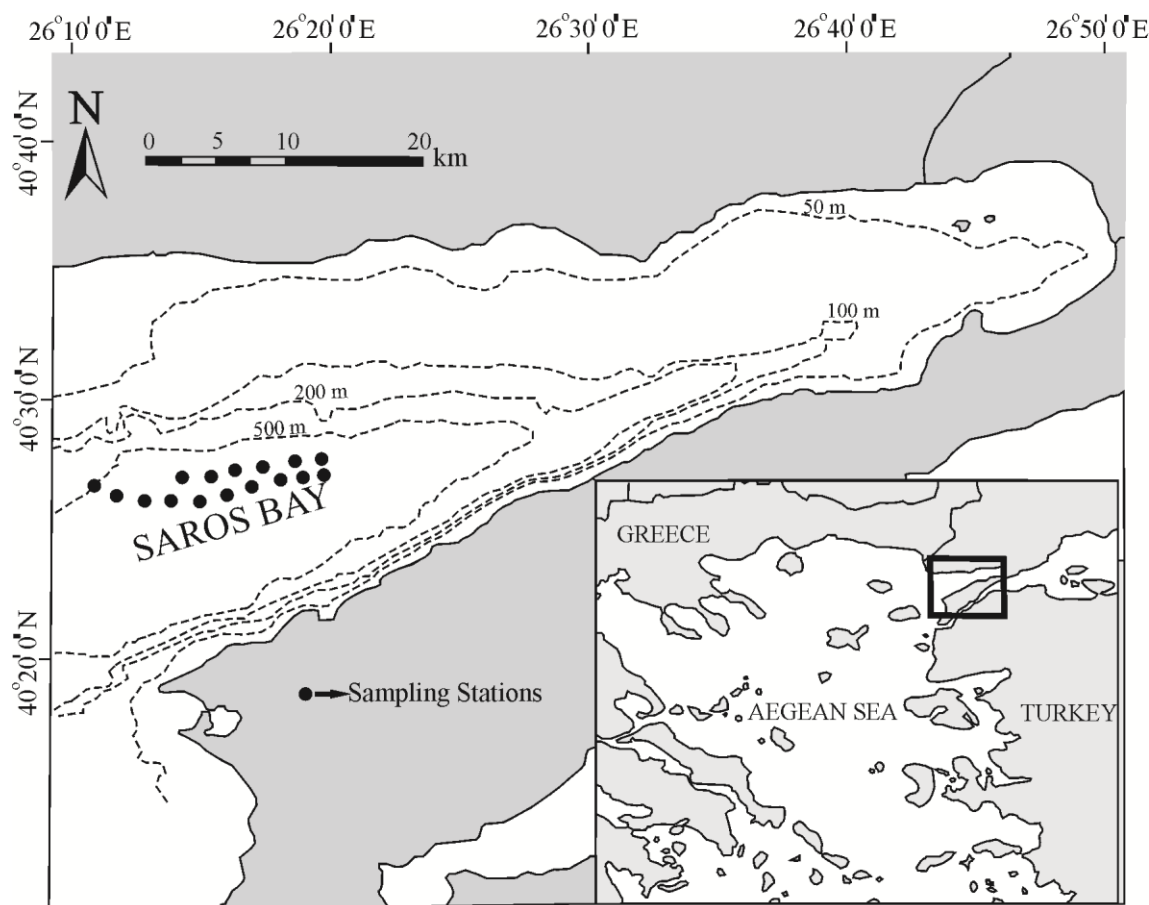 26°10'0"E 26°20'0"E 26°30'0"E 26°40'0"E 26°50'0"E
N
0 5 10 20
km
40°40'0"N
50 m
100 m
40°30'0"N
200 m
500 m
SAROS BAY
GREECE
40°20'0"N
Sampling Stations
AEGEAN SEA
TURKEY